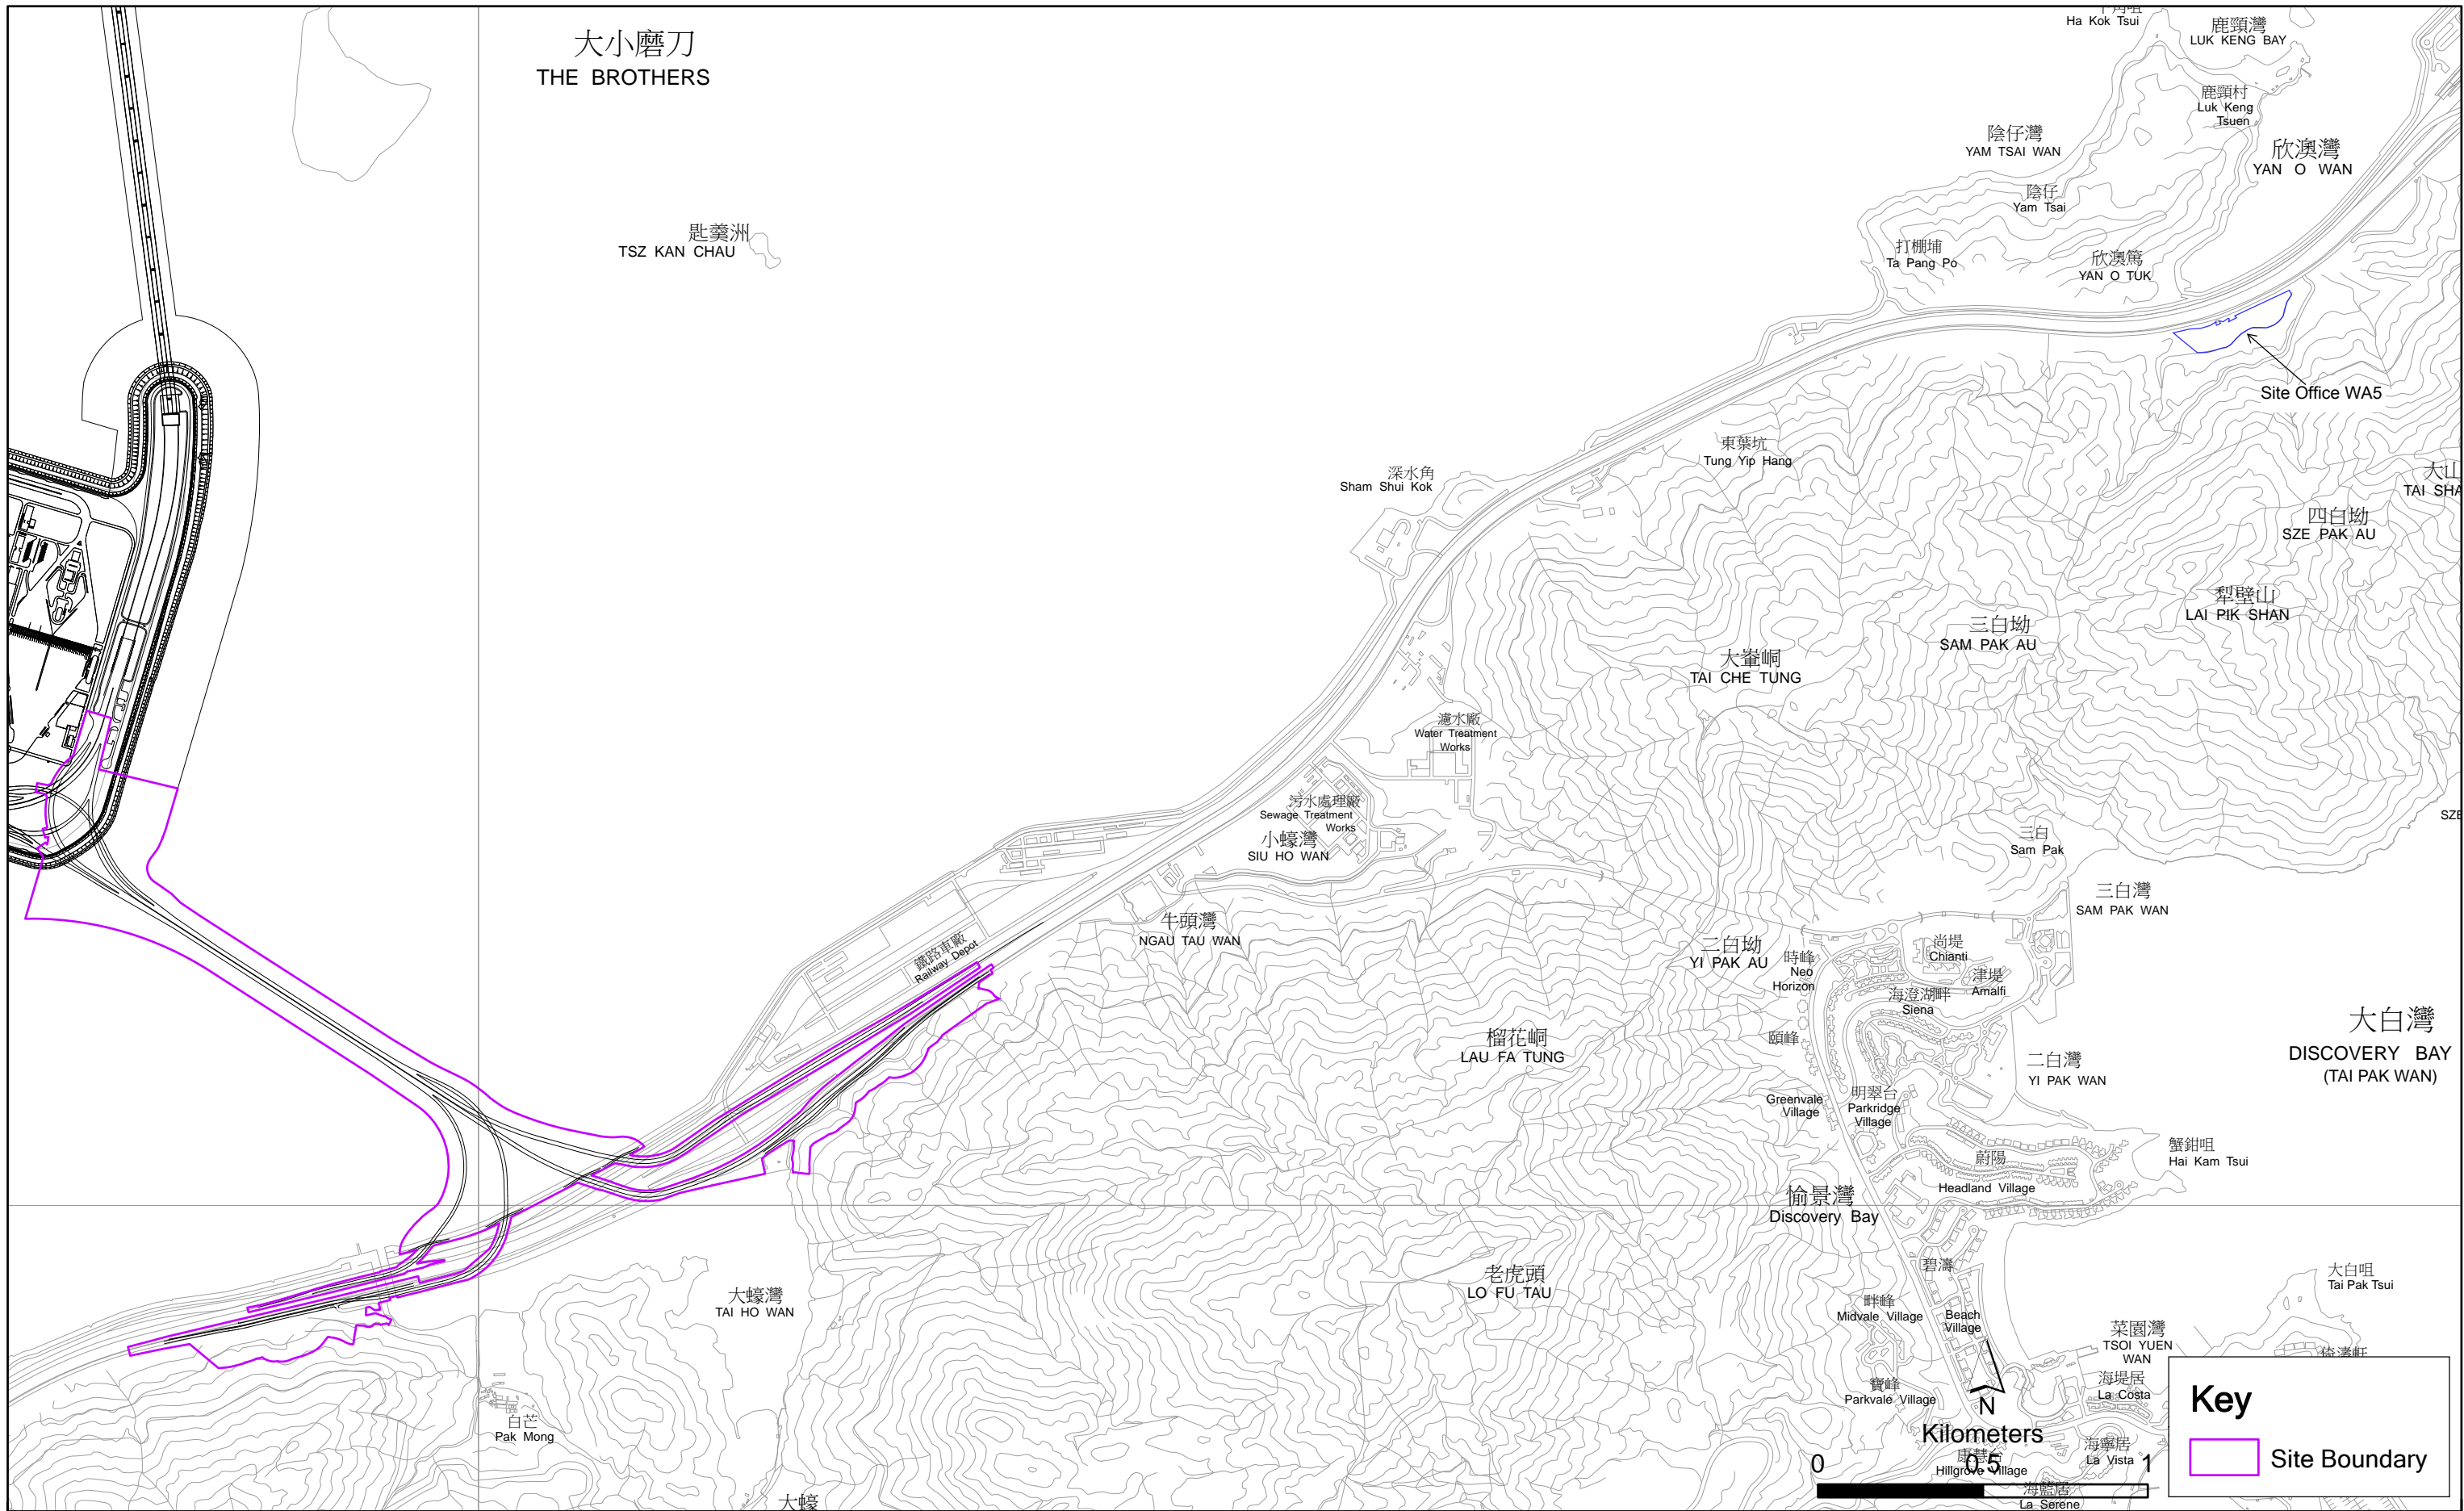 大小磨刀
THE BROTHERS
Ha Kok Tsui
鹿頸灣
LUK KENG BAY
鹿頸村
Luk Keng
Tsuen
陰仔灣
YAM TSAI WAN
欣澳灣
YAN O WAN
陰仔
Yam Tsai
匙羹洲
TSZ KAN CHAU
打棚埔
Ta Pang Po
欣澳篤
YAN O TUK
Site Office WA5
東葉坑
Tung Yip Hang
深水角
Sham Shui Kok
大山
TAI SHA
四白坳
SZE PAK AU
犁壁山
LAI PIK SHAN
三白坳
SAM PAK AU
大輋峒
TAI CHE TUNG
濾水廠
Water Treatment
Works
污水處理廠
Sewage Treatment
Works
小蠔灣
SIU HO WAN
SZE
三白
Sam Pak
三白灣
SAM PAK WAN
牛頭灣
NGAU TAU WAN
鐵路車廠
Railway Depot
二白坳
YI PAK AU
時峰
Neo
Horizon
尚堤
Chianti
津堤
Amalfi
海澄湖畔
Siena
榴花峒
LAU FA TUNG
頤峰
大白灣
DISCOVERY BAY
(TAI PAK WAN)
二白灣
YI PAK WAN
Greenvale
Village
明翠台
Parkridge
Village
蟹鉗咀
Hai Kam Tsui
蔚陽
Headland Village
愉景灣
Discovery Bay
碧濤
大白咀
Tai Pak Tsui
老虎頭
LO FU TAU
大蠔灣
TAI HO WAN
畔峰
Midvale Village
Beach
Village
菜園灣
TSOI YUEN
WAN
海堤居
La Costa
寶峰
Parkvale Village
白芒
Pak Mong
N
Kilometers
0 0.5 1
Hillgrove Village
海寧居
La Vista
海藍居
La Serene
大蠔
Key
Site Boundary